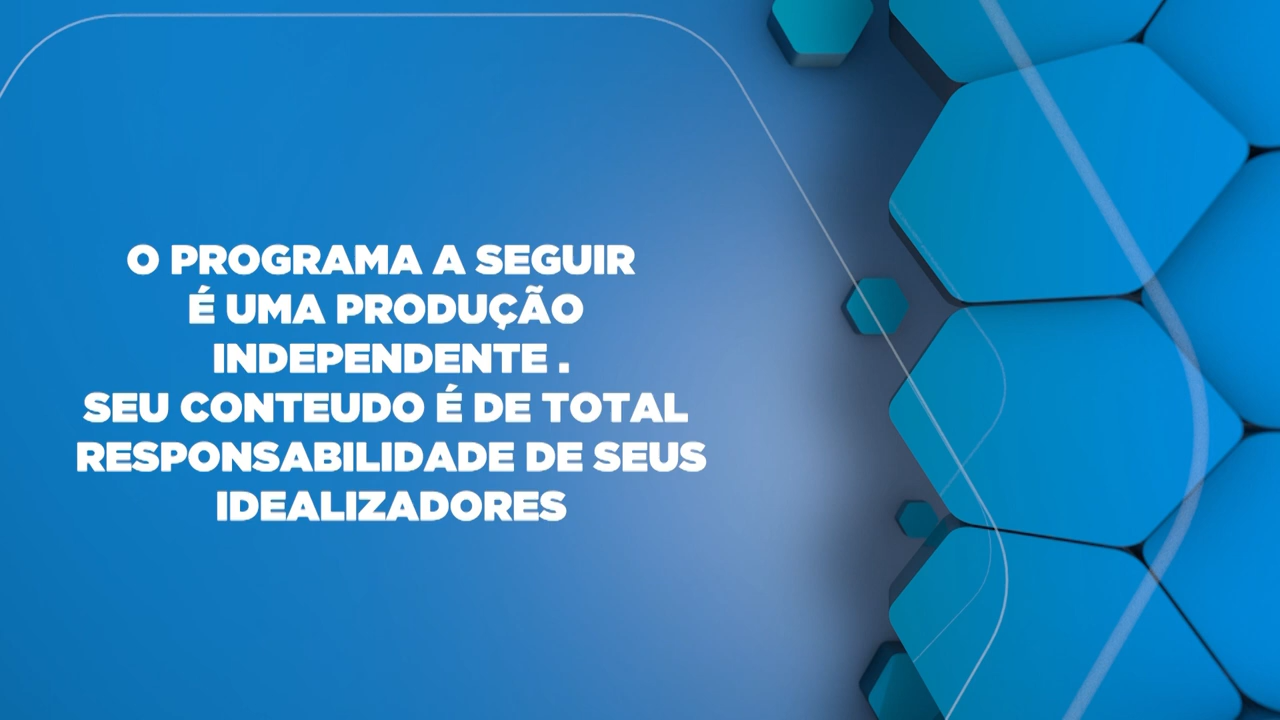 O PROGRAMA A SEGUIR
É UMA PRODUÇÃO
INDEPENDENTE .
SEU CONTEUDO É DE TOTAL
RESPONSABILIDADE DE SEUS
IDEALIZADORES